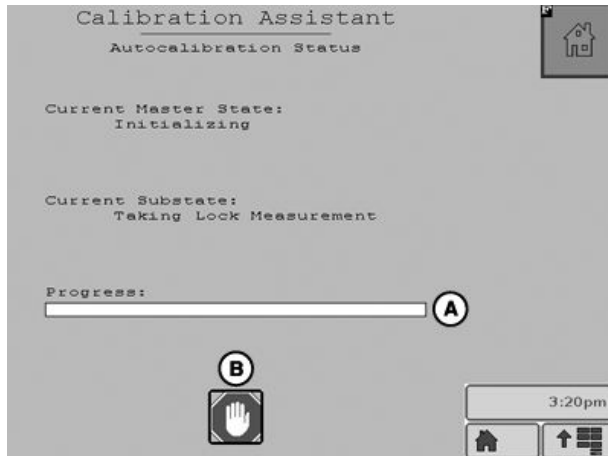 Calibration Assistant
Autocalibration Status
F
Current Master State:
Initializing
Current Substate:
Taking Lock Measurement
Progress:
A
B
3:20pm